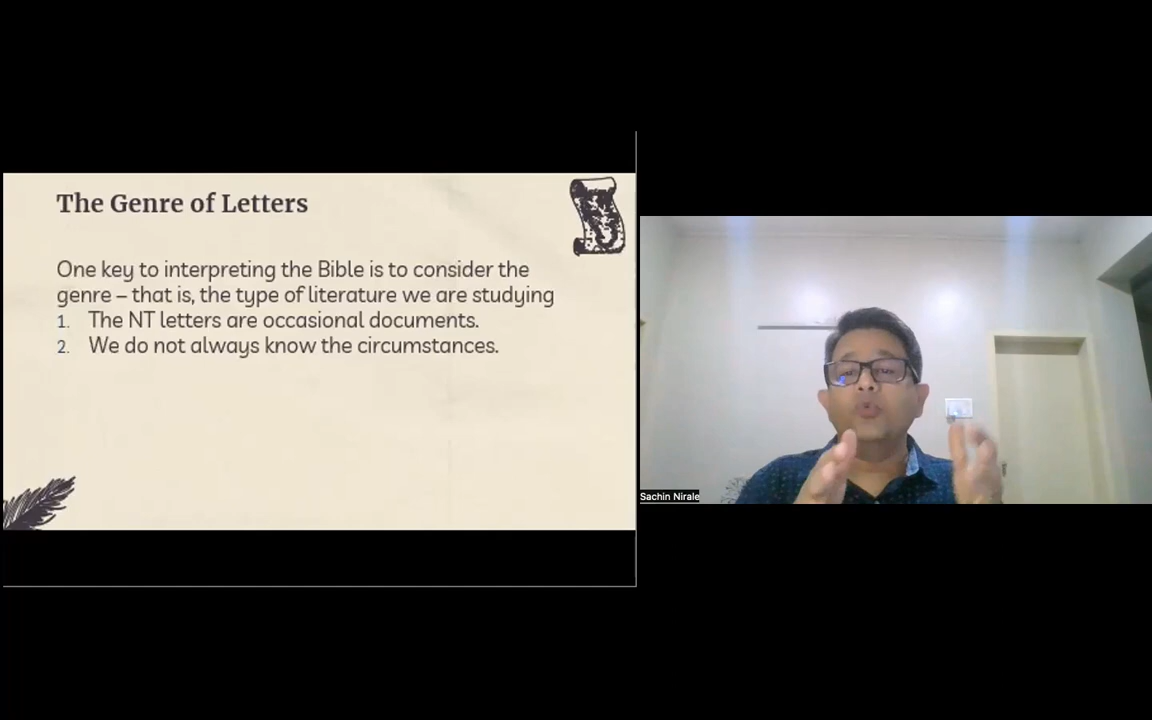 The Genre of Letters
One key to interpreting the Bible is to consider the
genre – that is, the type of literature we are studying
1. The NT letters are occasional documents.
2. We do not always know the circumstances.
Sachin Nirale